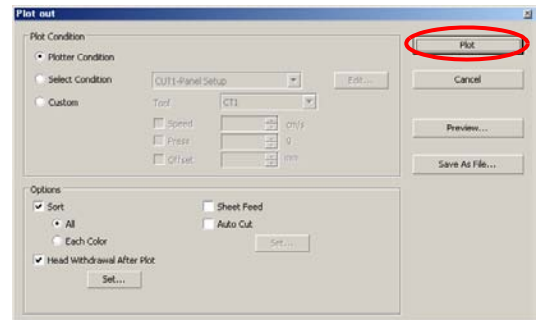 Plot out
Plot Condition
Plotter Condition
Select Condition CUT1-Panel Setup Edit...
Custom Tool CT1
Speed cm/s
Press g
Offset mm
Plot
Cancel
Preview...
Save As File...
Options
Sort Sheet Feed
All Auto Cut
Each Color Set...
Head Withdrawal After Plot
Set...